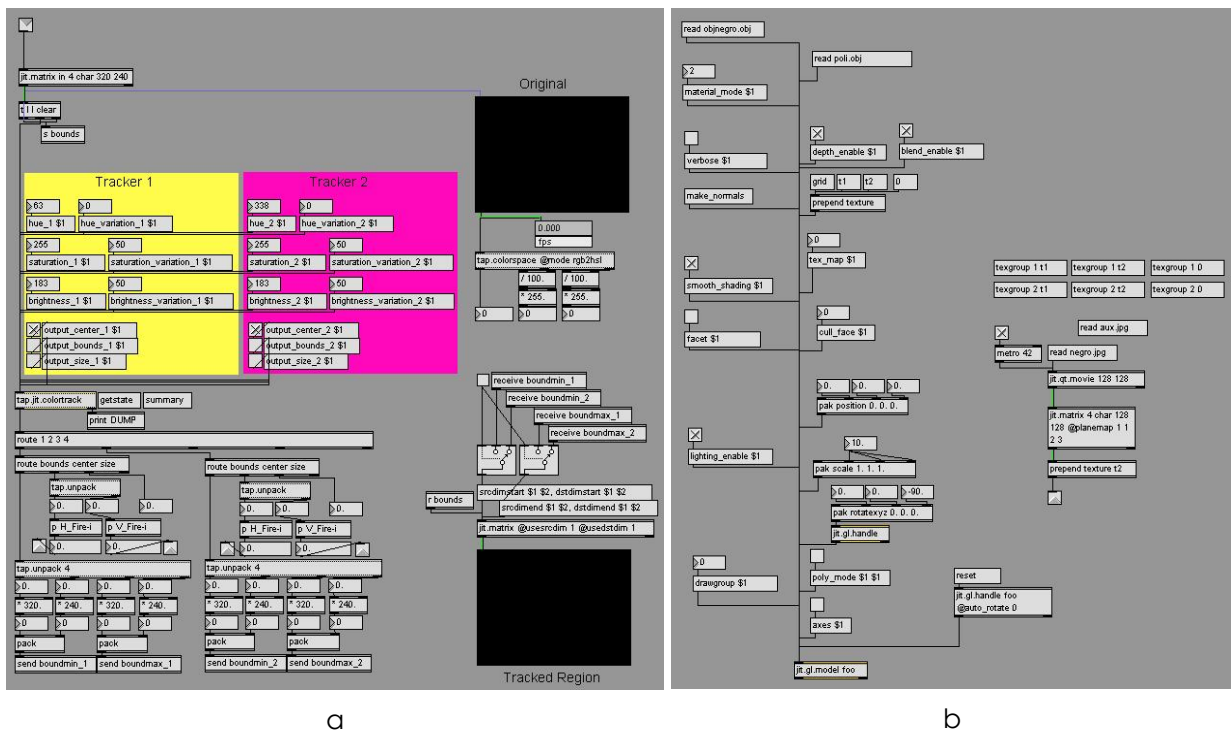 jit.matrix in 4 char 320 240
t l l clear
s bounds
Tracker 1
63
0
hue_1 $1
hue_variation_1 $1
255
50
saturation_1 $1
saturation_variation_1 $1
183
50
brightness_1 $1
brightness_variation_1 $1
output_center_1 $1
output_bounds_1 $1
output_size_1 $1
Tracker 2
338
0
hue_2 $1
hue_variation_2 $1
255
50
saturation_2 $1
saturation_variation_2 $1
183
50
brightness_2 $1
brightness_variation_2 $1
output_center_2 $1
output_bounds_2 $1
output_size_2 $1
tap.jit.colortrack
getstate
summary
print DUMP
route 1 2 3 4
route bounds center size
tap.unpack
0.
0.
0.
p H_Fire-i
p V_Fire-i
0.
0.
tap.unpack 4
0.
0.
0.
0.
* 320.
* 240.
* 320.
* 240.
0
0
0
0
pack
pack
send boundmin_1
send boundmax_1
route bounds center size
tap.unpack
0.
0.
0.
p H_Fire-i
p V_Fire-i
0.
0.
tap.unpack 4
0.
0.
0.
0.
* 320.
* 240.
* 320.
* 240.
0
0
0
0
pack
pack
send boundmin_2
send boundmax_2
Original
0.000
fps
tap.colorspace @mode rgb2hsl
/ 100.
/ 100.
* 255.
* 255.
0
0
0
receive boundmin_1
receive boundmin_2
receive boundmax_1
receive boundmax_2
r bounds
srcdimstart $1 $2, dstdimstart $1 $2
srcdimend $1 $2, dstdimend $1 $2
jit.matrix @usesrcdim 1 @usedstdim 1
Tracked Region
a
read objnegro.obj
read poli.obj
2
material_mode $1
verbose $1
depth_enable $1
blend_enable $1
make_normals
grid
t1
t2
0
prepend texture
0
tex_map $1
smooth_shading $1
0
cull_face $1
facet $1
0.
0.
0.
pak position 0. 0. 0.
lighting_enable $1
10.
pak scale 1. 1. 1.
0.
0.
-90.
pak rotatexyz 0. 0. 0.
jit.gl.handle
0
drawgroup $1
poly_mode $1 $1
axes $1
reset
jit.gl.handle foo
@auto_rotate 0
jit.gl.model foo
texgroup 1 t1
texgroup 1 t2
texgroup 1 0
texgroup 2 t1
texgroup 2 t2
texgroup 2 0
read aux.jpg
metro 42
read negro.jpg
jit.qt.movie 128 128
jit.matrix 4 char 128
128 @planemap 1 1
2 3
prepend texture t2
b